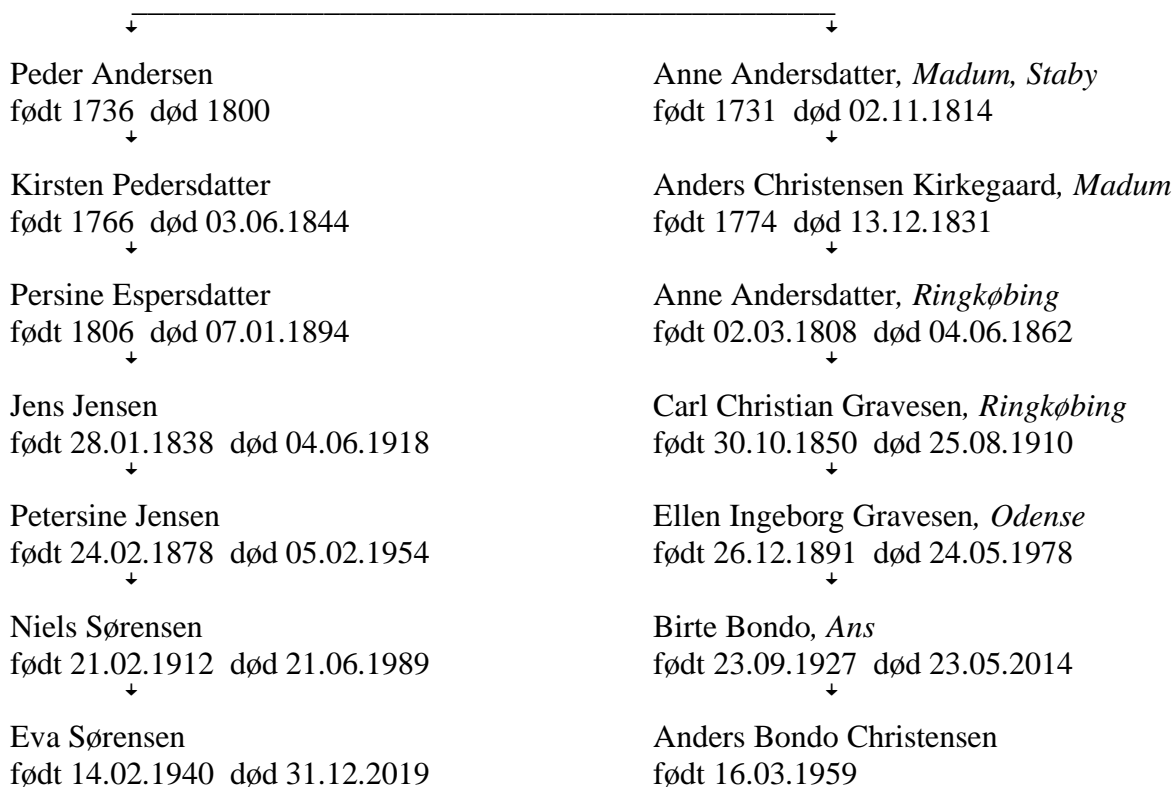 Peder Andersen
født 1736  død 1800
Kirsten Pedersdatter
født 1766  død 03.06.1844
Persine Espersdatter
født 1806  død 07.01.1894
Jens Jensen
født 28.01.1838  død 04.06.1918
Petersine Jensen
født 24.02.1878  død 05.02.1954
Niels Sørensen
født 21.02.1912  død 21.06.1989
Eva Sørensen
født 14.02.1940  død 31.12.2019
Anne Andersdatter, Madum, Staby
født 1731  død 02.11.1814
Anders Christensen Kirkegaard, Madum
født 1774  død 13.12.1831
Anne Andersdatter, Ringkøbing
født 02.03.1808  død 04.06.1862
Carl Christian Gravesen, Ringkøbing
født 30.10.1850  død 25.08.1910
Ellen Ingeborg Gravesen, Odense
født 26.12.1891  død 24.05.1978
Birte Bondo, Ans
født 23.09.1927  død 23.05.2014
Anders Bondo Christensen
født 16.03.1959